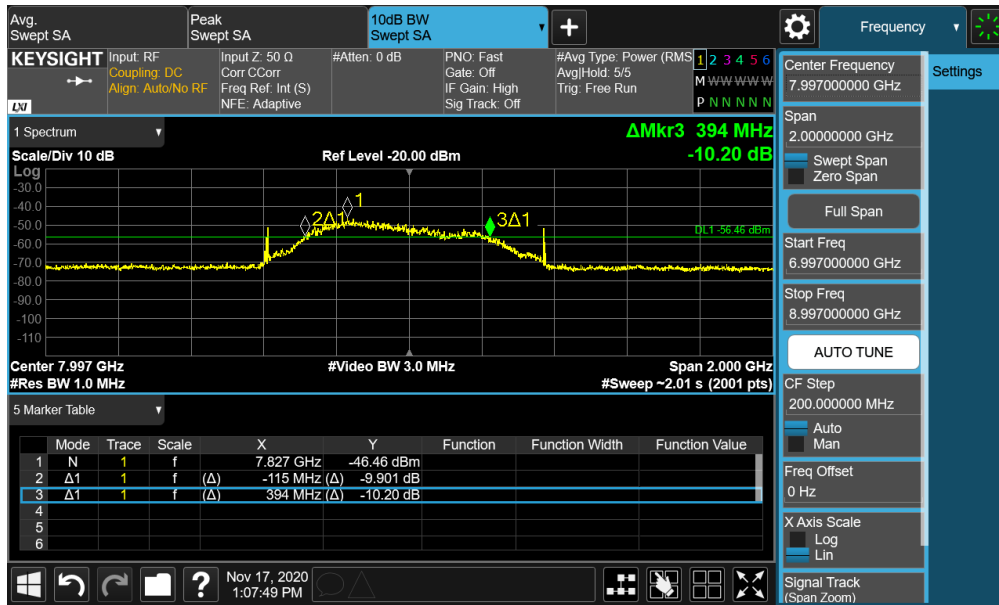 Avg.
Swept SA
Peak
Swept SA
10dB BW
Swept SA
Frequency
KEYSIGHT
Input: RF
Coupling: DC
Align: Auto/No RF
Input Z: 50 Ω
Corr CCorr
Freq Ref: Int (S)
NFE: Adaptive
#Atten: 0 dB
PNO: Fast
Gate: Off
IF Gain: High
Sig Track: Off
#Avg Type: Power (RMS
Avg|Hold: 5/5
Trig: Free Run
1 2 3 4 5 6
M W W W W W
P N N N N N
LXI
1 Spectrum
ΔMkr3 394 MHz
Scale/Div 10 dB
Ref Level -20.00 dBm
-10.20 dB
Log
-30.0
-40.0
-50.0
-60.0
-70.0
-80.0
-90.0
-100
-110
1
2Δ1
3Δ1
DL1 -56.46 dBm
Center 7.997 GHz
#Video BW 3.0 MHz
Span 2.000 GHz
#Res BW 1.0 MHz
#Sweep ~2.01 s (2001 pts)
5 Marker Table
Mode Trace Scale X Y Function Function Width Function Value
1 N 1 f 7.827 GHz -46.46 dBm
2 Δ1 1 f (Δ) -115 MHz (Δ) -9.901 dB
3 Δ1 1 f (Δ) 394 MHz (Δ) -10.20 dB
4
5
6
Nov 17, 2020
1:07:49 PM
Center Frequency
7.997000000 GHz
Settings
Span
2.00000000 GHz
Swept Span
Zero Span
Full Span
Start Freq
6.997000000 GHz
Stop Freq
8.997000000 GHz
AUTO TUNE
CF Step
200.000000 MHz
Auto
Man
Freq Offset
0 Hz
X Axis Scale
Log
Lin
Signal Track
(Span Zoom)